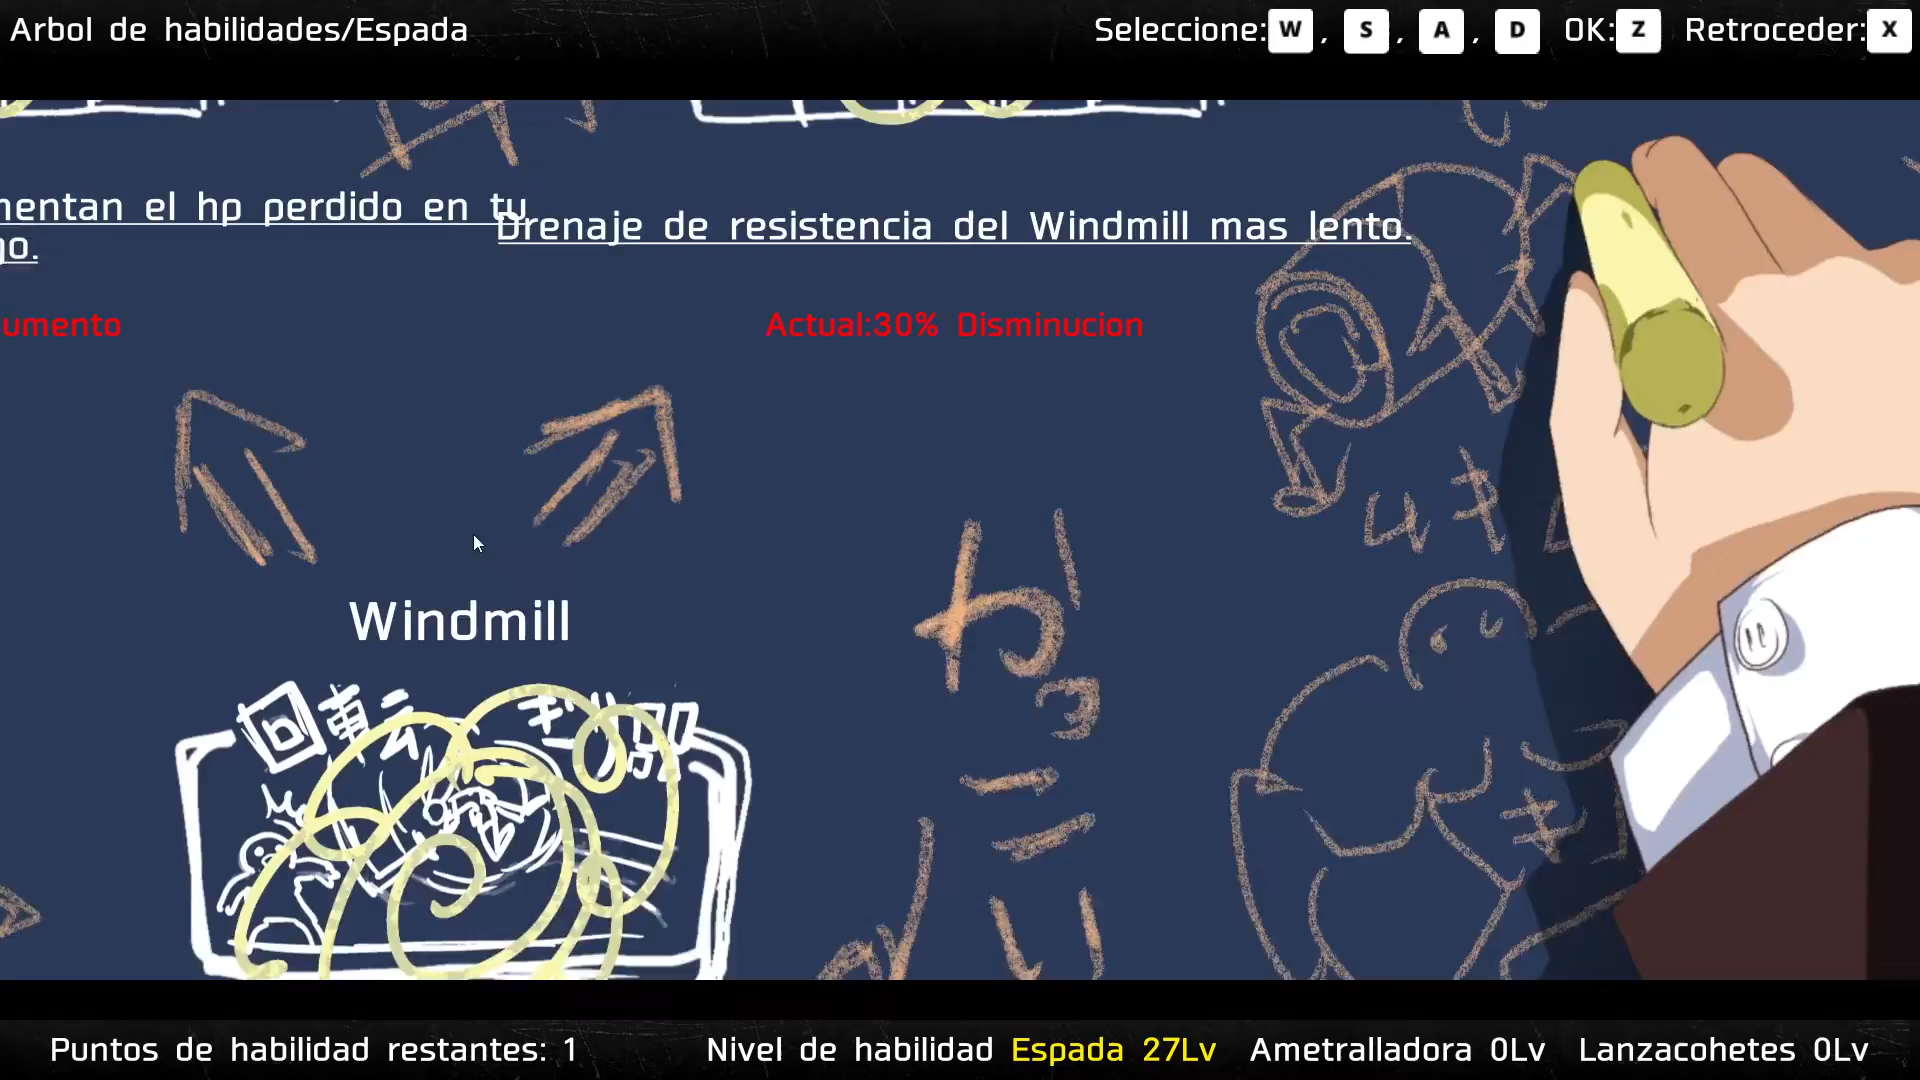 Arbol de habilidades/Espada
Seleccione: W , S , A , D OK: Z Retroceder: X
mentan el hp perdido en tu
go.
Drenaje de resistencia del Windmill mas lento.
umento
Actual:30% Disminucion
Windmill
Puntos de habilidad restantes: 1
Nivel de habilidad Espada 27Lv Ametralladora 0Lv Lanzacohetes 0Lv